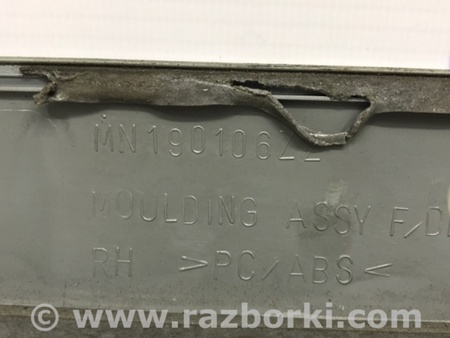 MN190106ZZ
MOULDING ASSY F/D
RH >PC/ABS<
© www.razborki.com